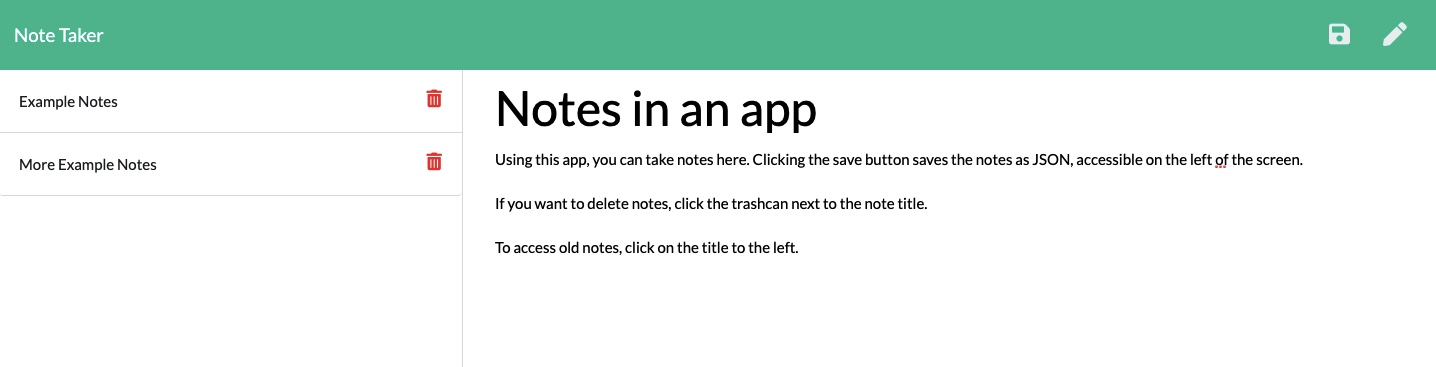 Note Taker
Example Notes
More Example Notes
Notes in an app
Using this app, you can take notes here. Clicking the save button saves the notes as JSON, accessible on the left of the screen.
If you want to delete notes, click the trashcan next to the note title.
To access old notes, click on the title to the left.